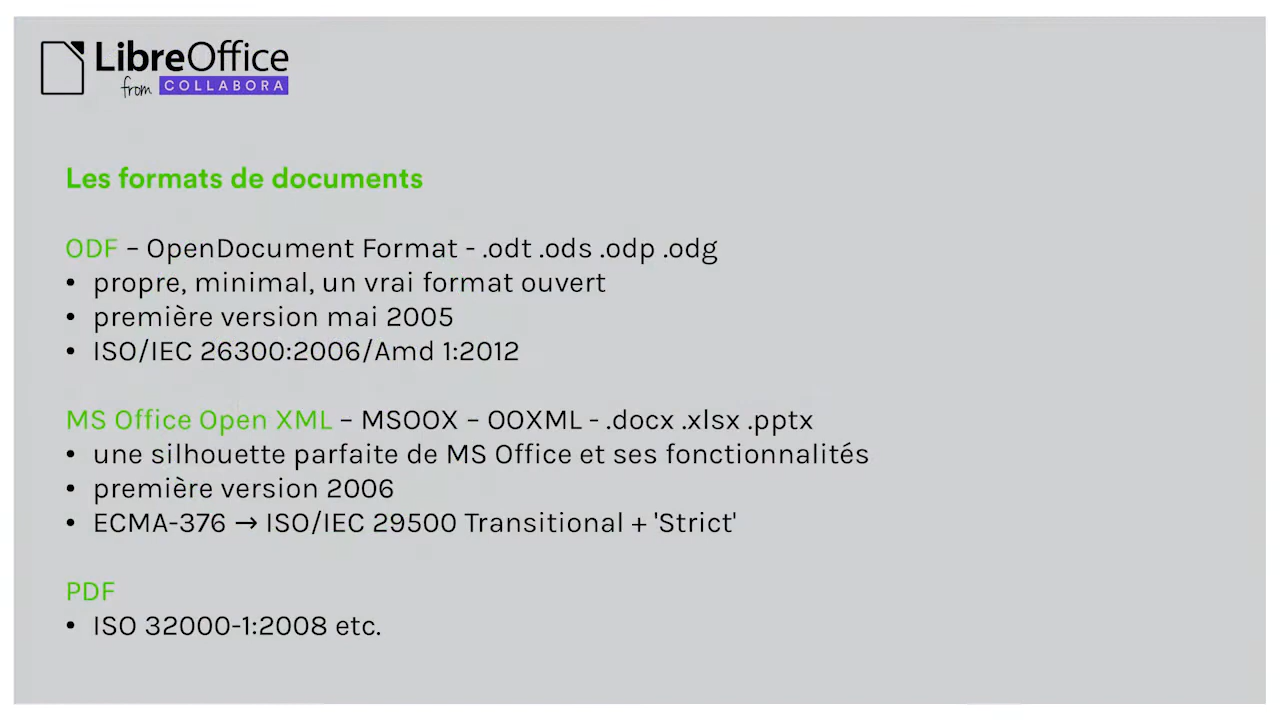 LibreOffice
from COLLABORA
Les formats de documents
ODF – OpenDocument Format - .odt .ods .odp .odg
• propre, minimal, un vrai format ouvert
• première version mai 2005
• ISO/IEC 26300:2006/Amd 1:2012
MS Office Open XML – MSOOX – OOXML - .docx .xlsx .pptx
• une silhouette parfaite de MS Office et ses fonctionnalités
• première version 2006
• ECMA-376 → ISO/IEC 29500 Transitional + 'Strict'
PDF
• ISO 32000-1:2008 etc.